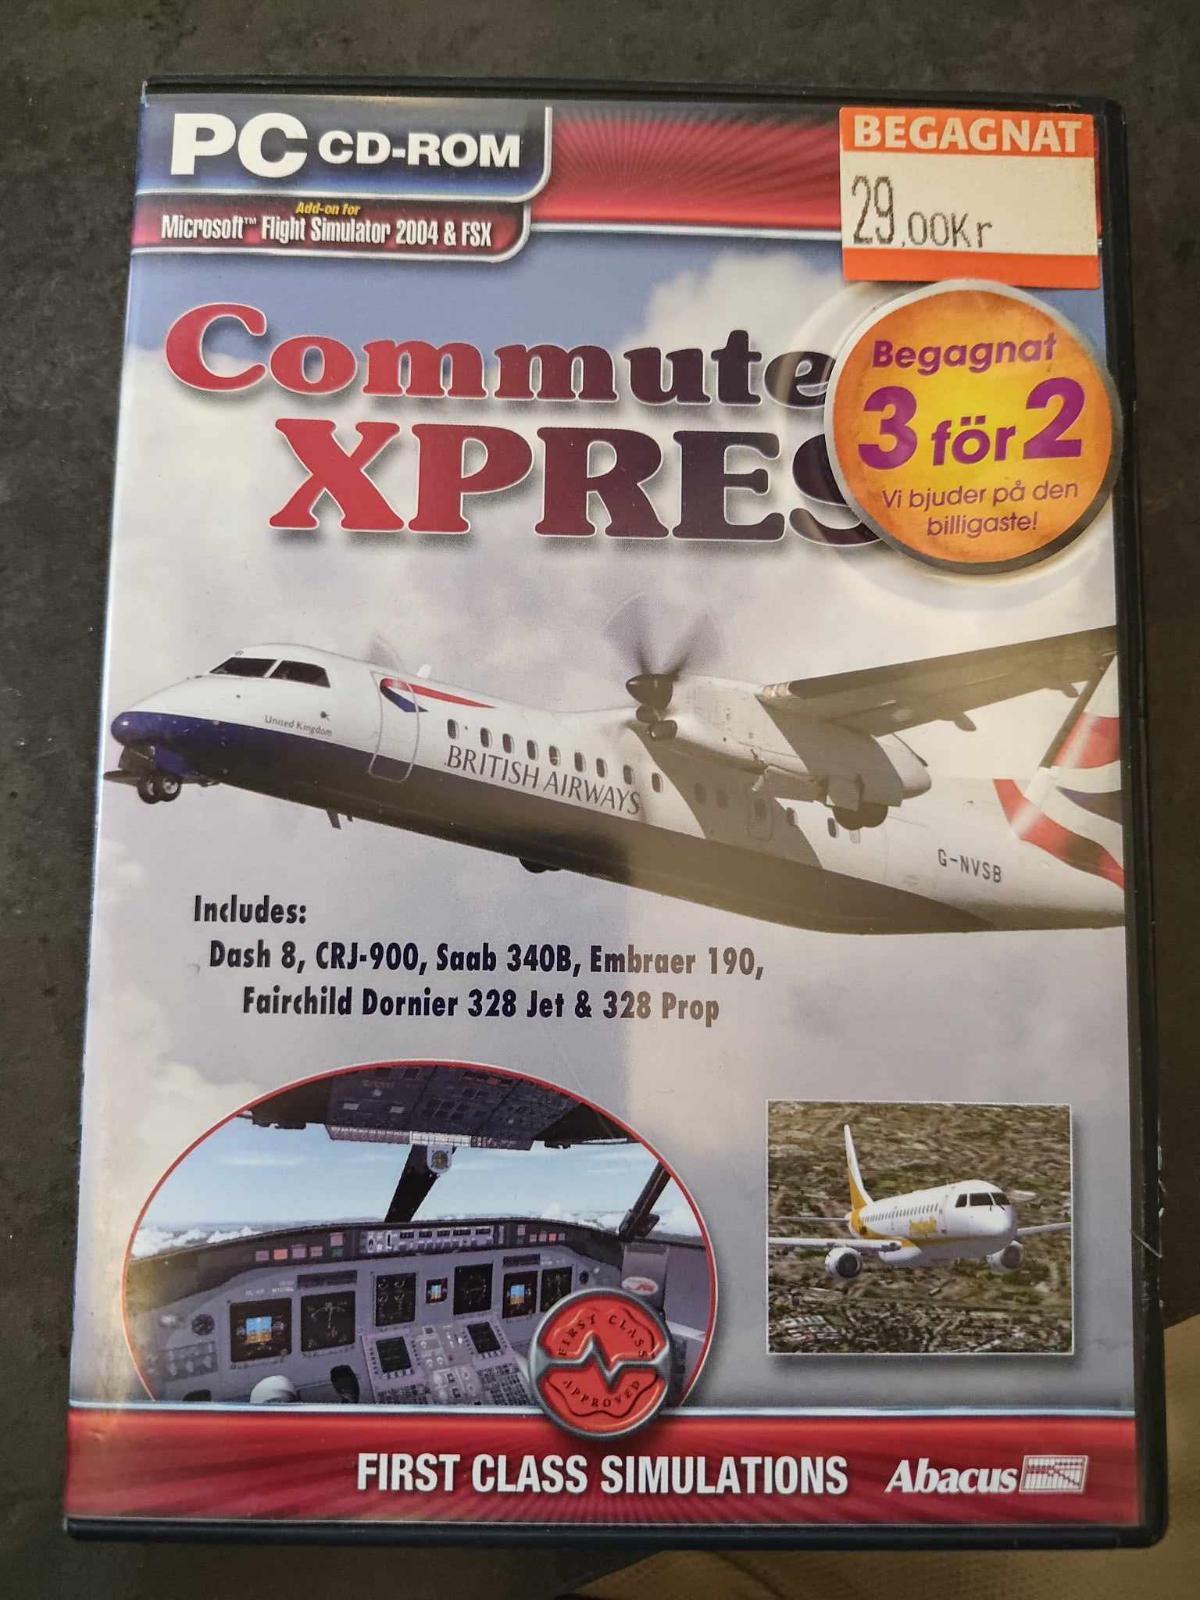 PC CD-ROM
Add-on for
Microsoft™ Flight Simulator 2004 & FSX
BEGAGNAT
29.00Kr
Begagnat
3 för 2
Vi bjuder på den
billigaste!
Commute
XPRES
United Kingdom
BRITISH AIRWAYS
G-NVSB
Includes:
Dash 8, CRJ-900, Saab 340B, Embraer 190,
Fairchild Dornier 328 Jet & 328 Prop
FIRST CLASS
APPROVED
FIRST CLASS SIMULATIONS
Abacus